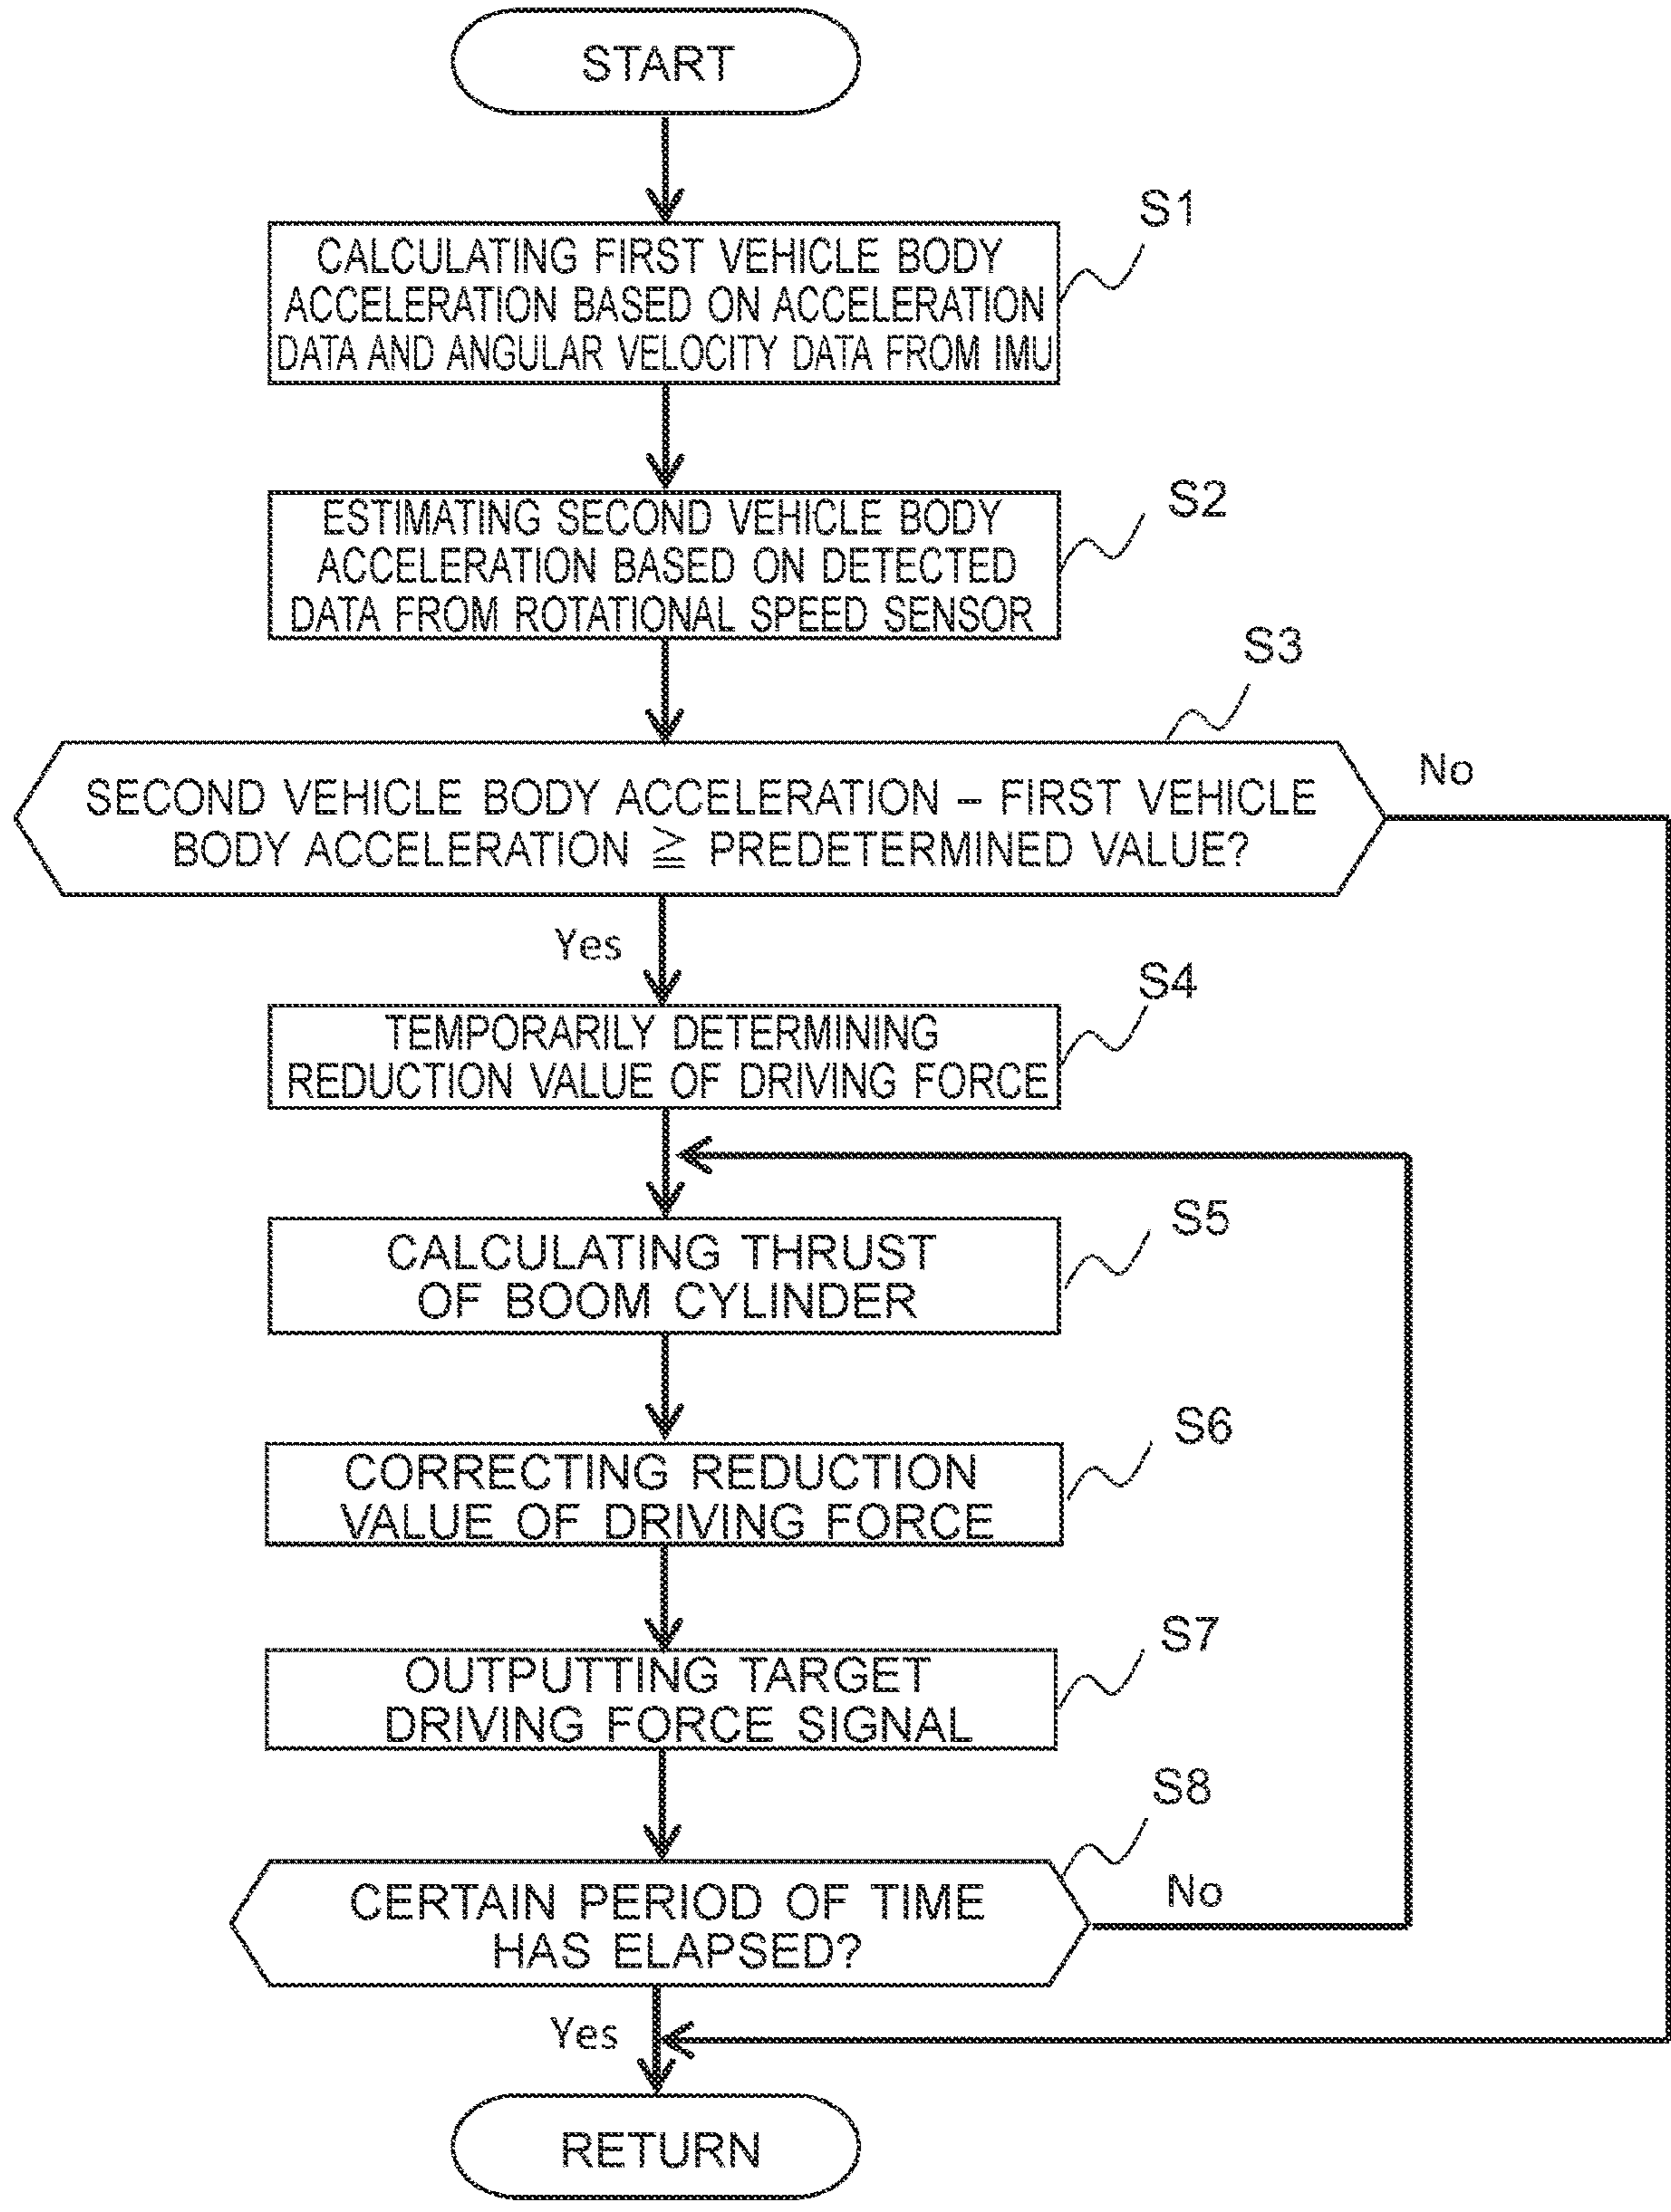 START
S1
CALCULATING FIRST VEHICLE BODY
ACCELERATION BASED ON ACCELERATION
DATA AND ANGULAR VELOCITY DATA FROM IMU
S2
ESTIMATING SECOND VEHICLE BODY
ACCELERATION BASED ON DETECTED
DATA FROM ROTATIONAL SPEED SENSOR
S3
SECOND VEHICLE BODY ACCELERATION – FIRST VEHICLE
BODY ACCELERATION ≧ PREDETERMINED VALUE?
No
Yes
S4
TEMPORARILY DETERMINING
REDUCTION VALUE OF DRIVING FORCE
S5
CALCULATING THRUST
OF BOOM CYLINDER
S6
CORRECTING REDUCTION
VALUE OF DRIVING FORCE
S7
OUTPUTTING TARGET
DRIVING FORCE SIGNAL
S8
CERTAIN PERIOD OF TIME
HAS ELAPSED?
No
Yes
RETURN